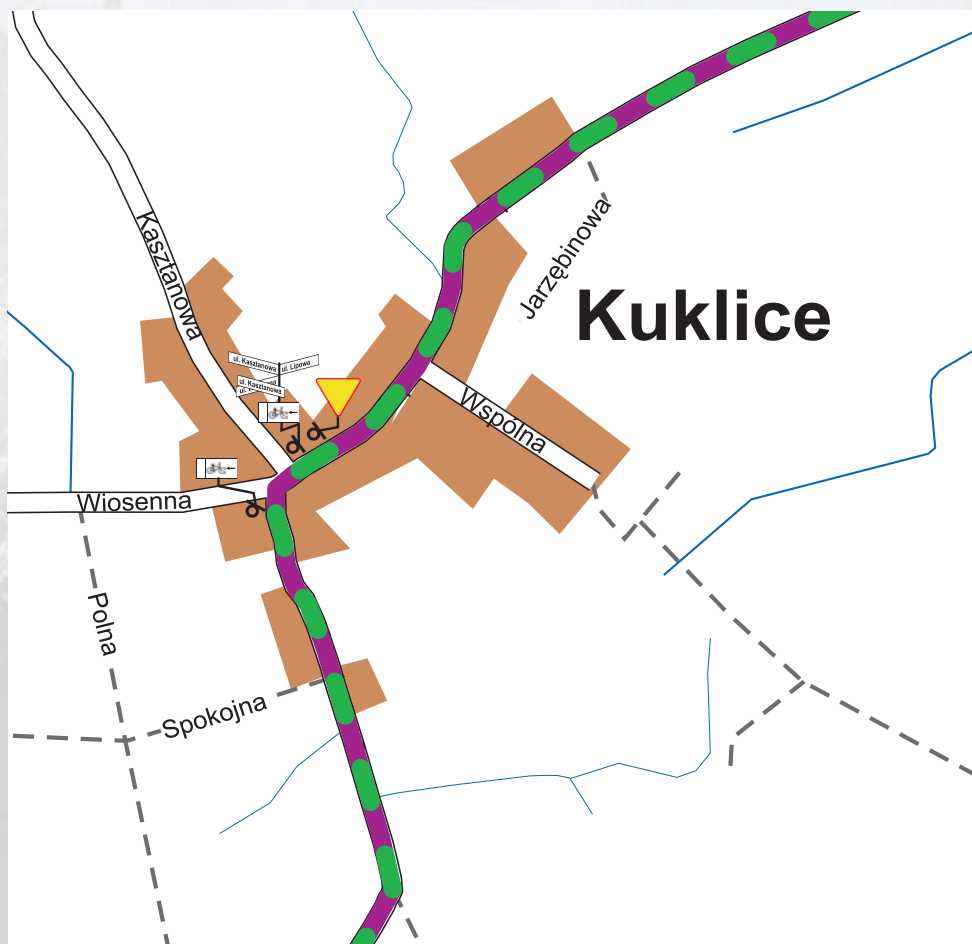 Kasztanowa
Jarzębinowa
Kuklice
ul. Kasztanowa
ul. Lipowa
ul. Kasztanowa
Wspólna
Wiosenna
Polna
Spokojna